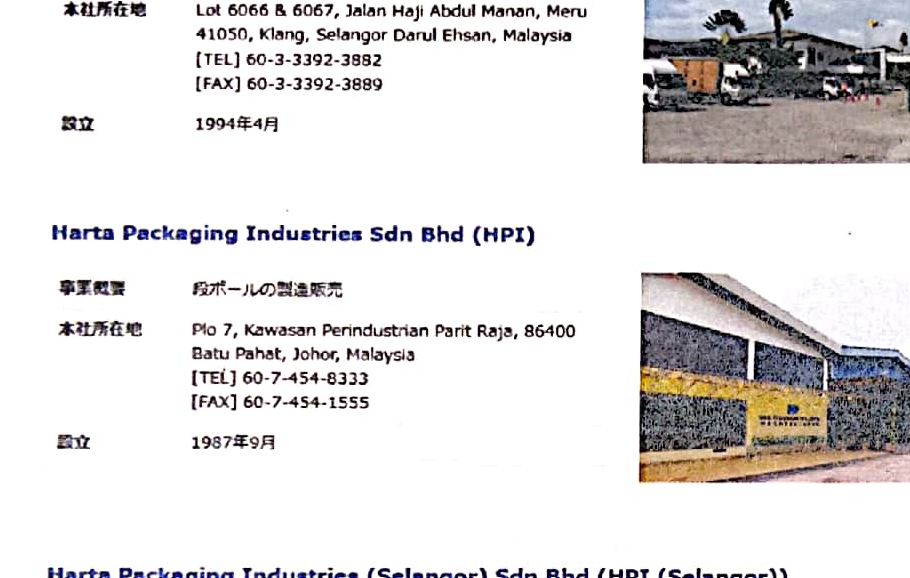 本社所在地
Lot 6066 & 6067, Jalan Haji Abdul Manan, Meru
41050, Klang, Selangor Darul Ehsan, Malaysia
[TEL] 60-3-3392-3882
[FAX] 60-3-3392-3889
設立
1994年4月
Harta Packaging Industries Sdn Bhd (HPI)
事業概要
段ボールの製造販売
本社所在地
Plo 7, Kawasan Perindustrian Parit Raja, 86400
Batu Pahat, Johor, Malaysia
[TEL] 60-7-454-8333
[FAX] 60-7-454-1555
設立
1987年9月
Harta Packaging Industries (Selangor) Sdn Bhd (HPI (Selangor))